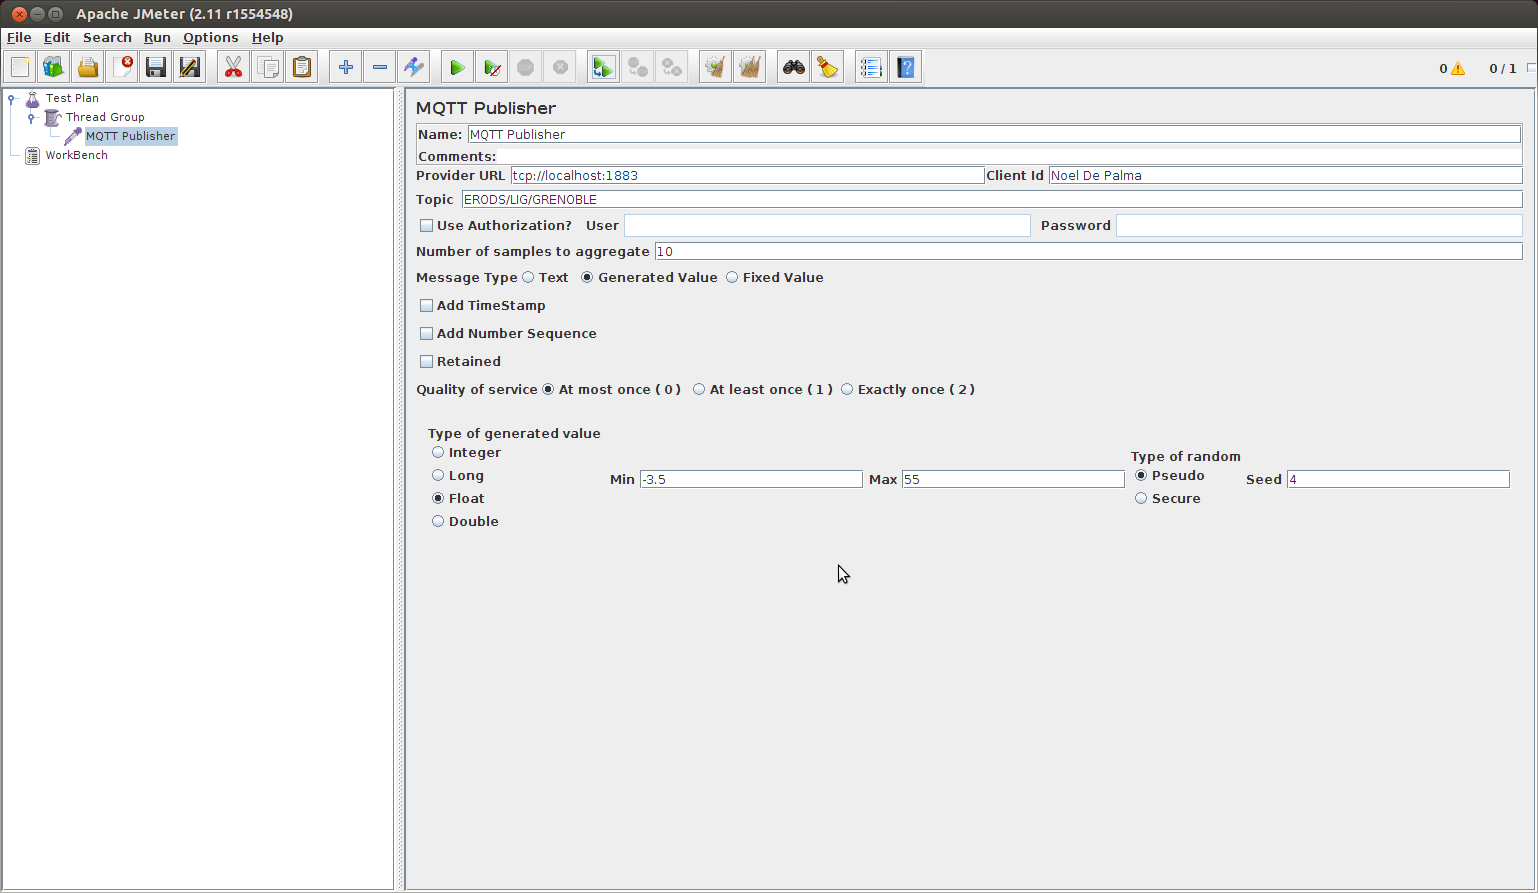 Apache JMeter (2.11 r1554548)
File Edit Search Run Options Help
0 0 / 1
Test Plan
Thread Group
MQTT Publisher
WorkBench
MQTT Publisher
Name: MQTT Publisher
Comments:
Provider URL tcp://localhost:1883 Client Id Noel De Palma
Topic ERODS/LIG/GRENOBLE
Use Authorization? User Password
Number of samples to aggregate 10
Message Type Text Generated Value Fixed Value
Add TimeStamp
Add Number Sequence
Retained
Quality of service At most once ( 0 ) At least once ( 1 ) Exactly once ( 2 )
Type of generated value
Integer
Long
Float
Double
Min -3.5 Max 55
Type of random
Pseudo
Secure
Seed 4